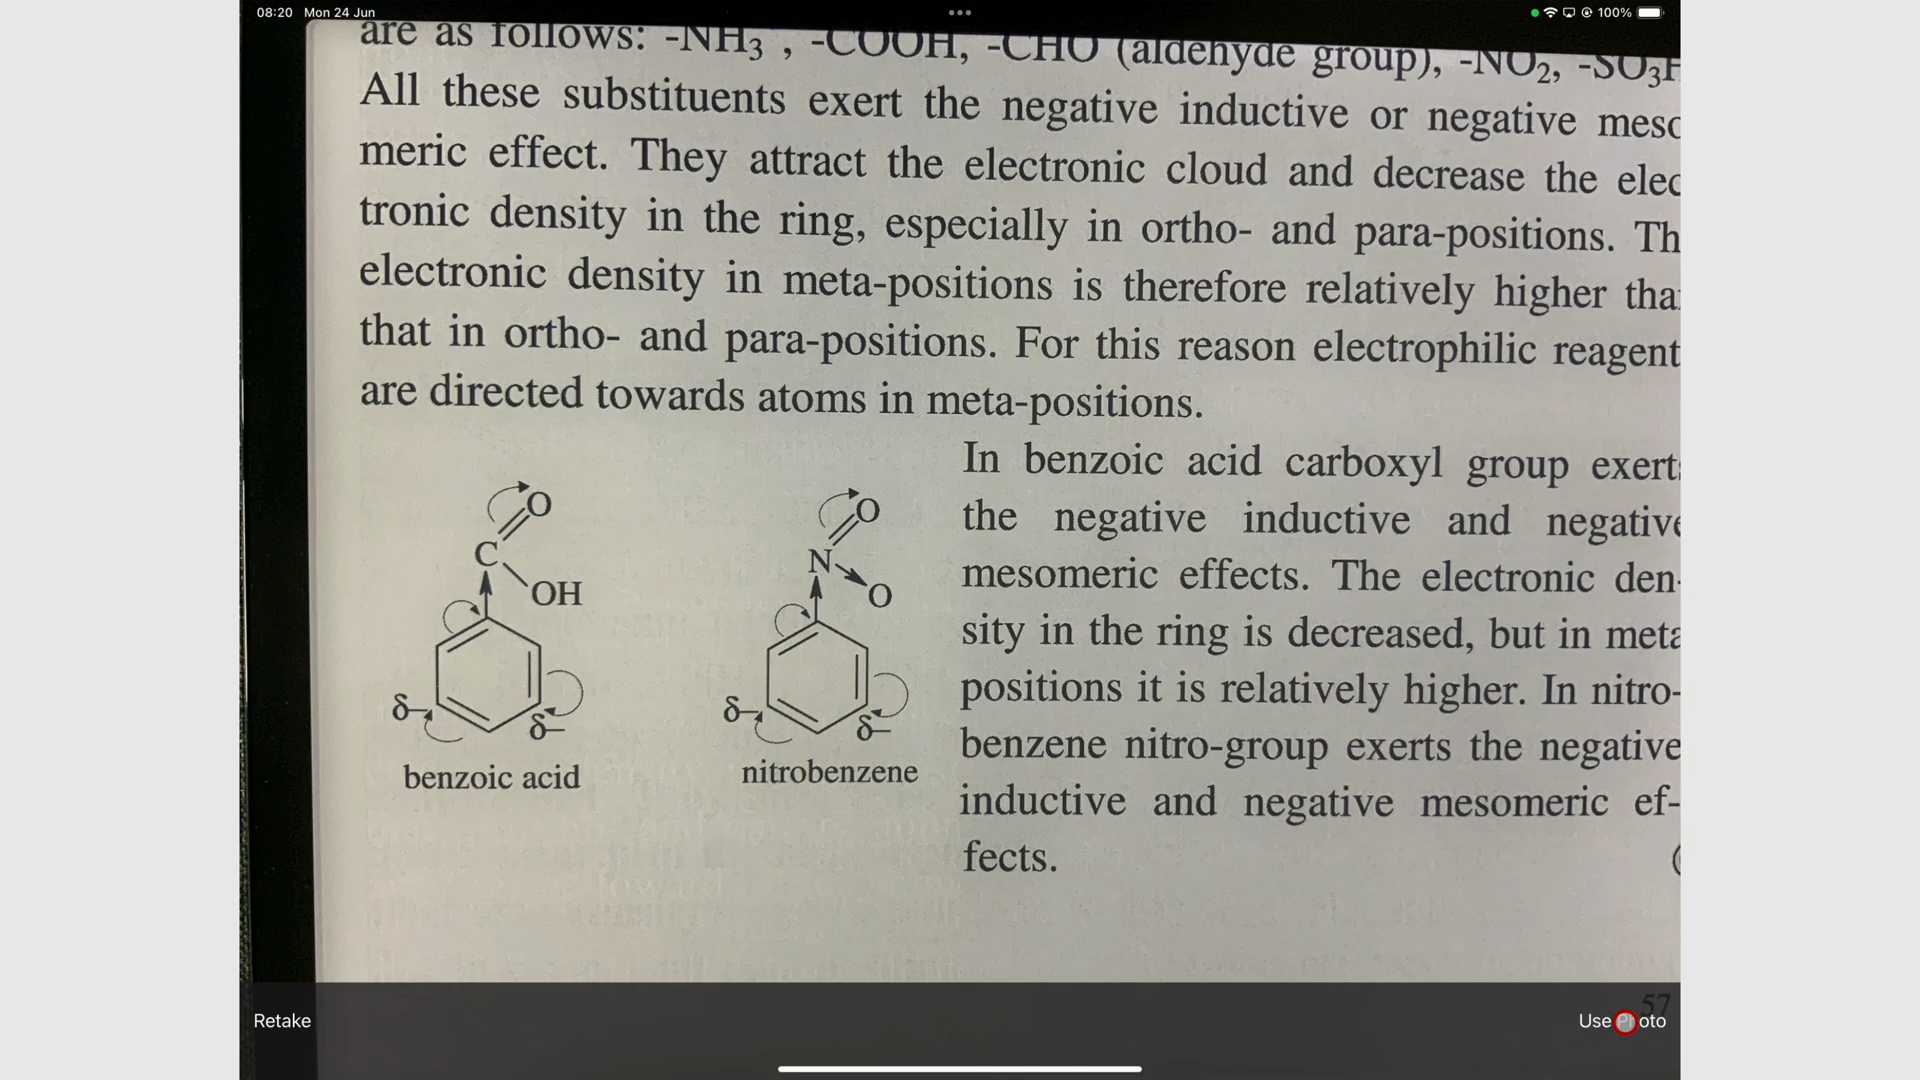 08:20 Mon 24 Jun
100%
are as follows: -NH3 , -COOH, -CHO (aldehyde group), -NO2, -SO3H
All these substituents exert the negative inductive or negative meso
meric effect. They attract the electronic cloud and decrease the elec
tronic density in the ring, especially in ortho- and para-positions. Th
electronic density in meta-positions is therefore relatively higher tha
that in ortho- and para-positions. For this reason electrophilic reagent
are directed towards atoms in meta-positions.
O
C
OH
δ–
δ–
benzoic acid
O
N
O
δ–
δ–
nitrobenzene
In benzoic acid carboxyl group exert
the negative inductive and negative
mesomeric effects. The electronic den-
sity in the ring is decreased, but in meta
positions it is relatively higher. In nitro-
benzene nitro-group exerts the negative
inductive and negative mesomeric ef-
fects.
57
Retake
Use Photo